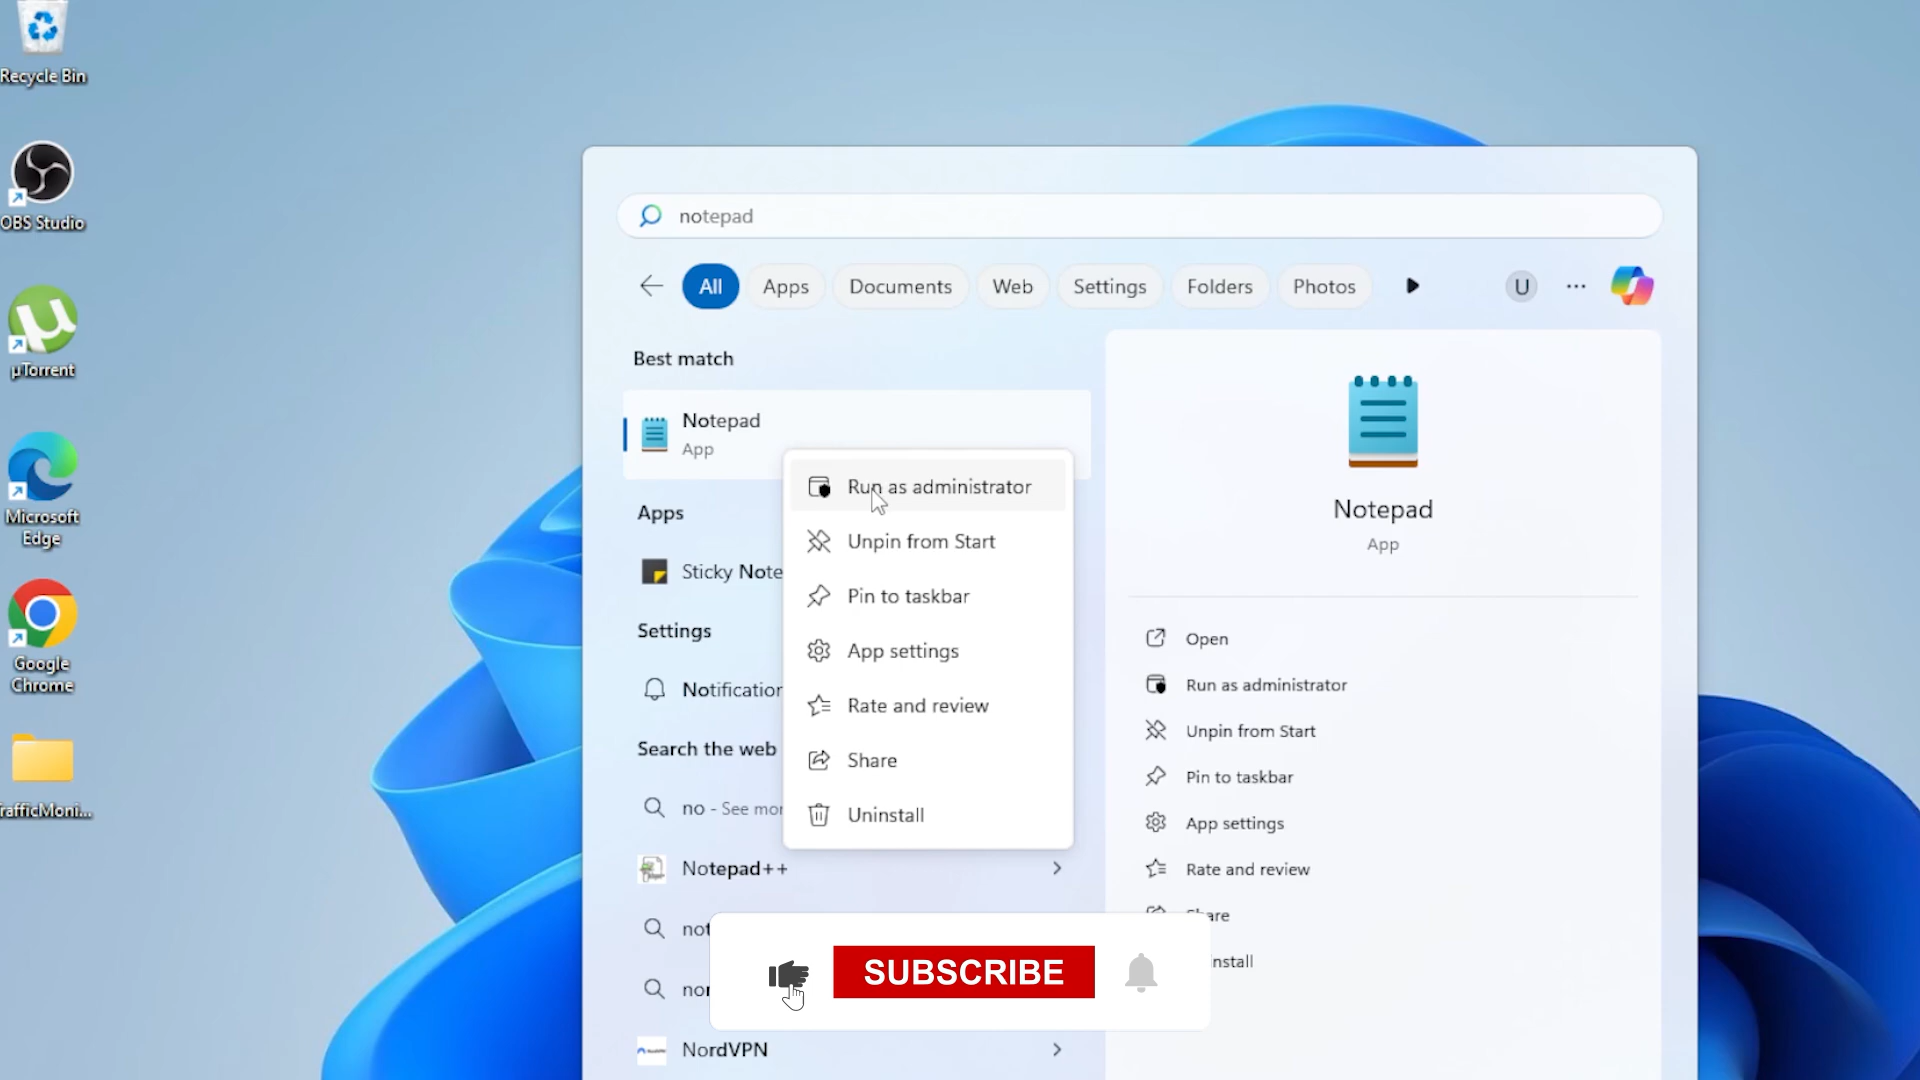 Recycle Bin
OBS Studio
µTorrent
Microsoft
Edge
Google
Chrome
rafficMoni...
notepad
All
Apps
Documents
Web
Settings
Folders
Photos
U
Best match
Notepad
App
Apps
Sticky Note
Settings
Notification
Search the web
no - See mor
Notepad++
not
nor
NordVPN
Run as administrator
Unpin from Start
Pin to taskbar
App settings
Rate and review
Share
Uninstall
Notepad
App
Open
Run as administrator
Unpin from Start
Pin to taskbar
App settings
Rate and review
Share
nstall
SUBSCRIBE